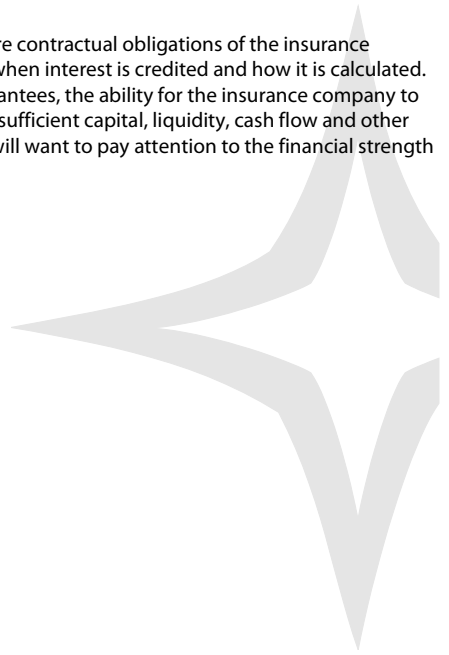 re contractual obligations of the insurance
when interest is credited and how it is calculated.
antees, the ability for the insurance company to
sufficient capital, liquidity, cash flow and other
will want to pay attention to the financial strength